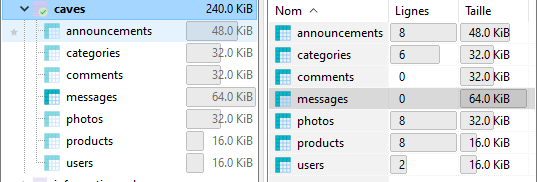 caves 240.0 KiB
announcements 48.0 KiB
categories 32.0 KiB
comments 32.0 KiB
messages 64.0 KiB
photos 32.0 KiB
products 16.0 KiB
users 16.0 KiB
Nom Lignes Taille
announcements 8 48.0 KiB
categories 6 32.0 KiB
comments 0 32.0 KiB
messages 0 64.0 KiB
photos 8 32.0 KiB
products 8 16.0 KiB
users 2 16.0 KiB